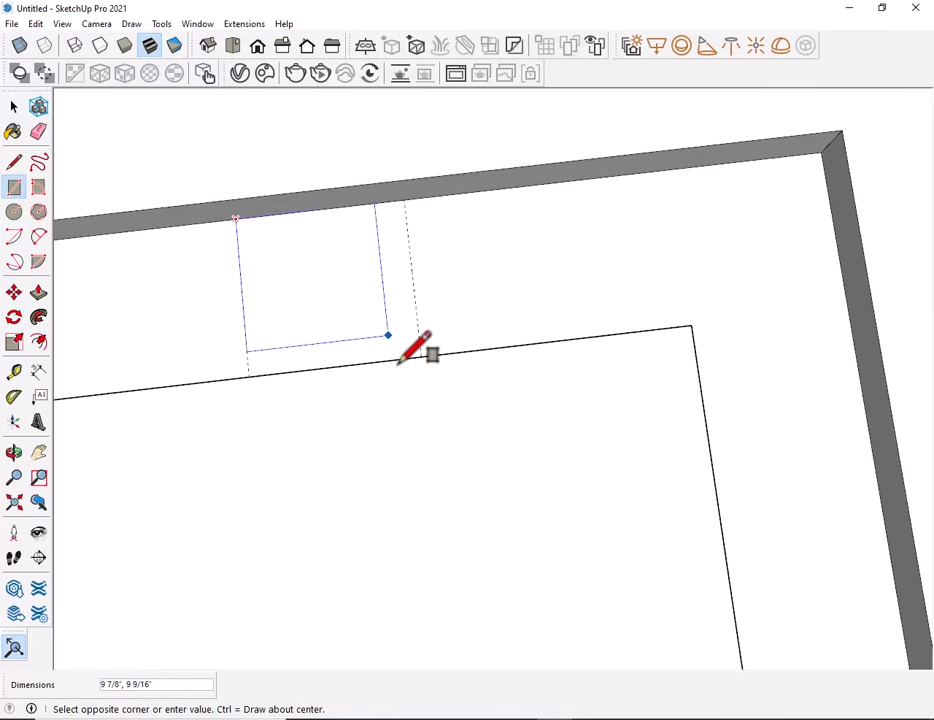 Untitled - SketchUp Pro 2021
File Edit View Camera Draw Tools Window Extensions Help
A1
Dimensions 9 7/8", 9 9/16"
Select opposite corner or enter value. Ctrl = Draw about center.